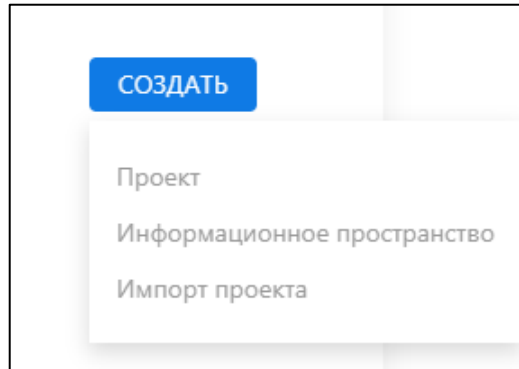 СОЗДАТЬ
Проект
Информационное пространство
Импорт проекта